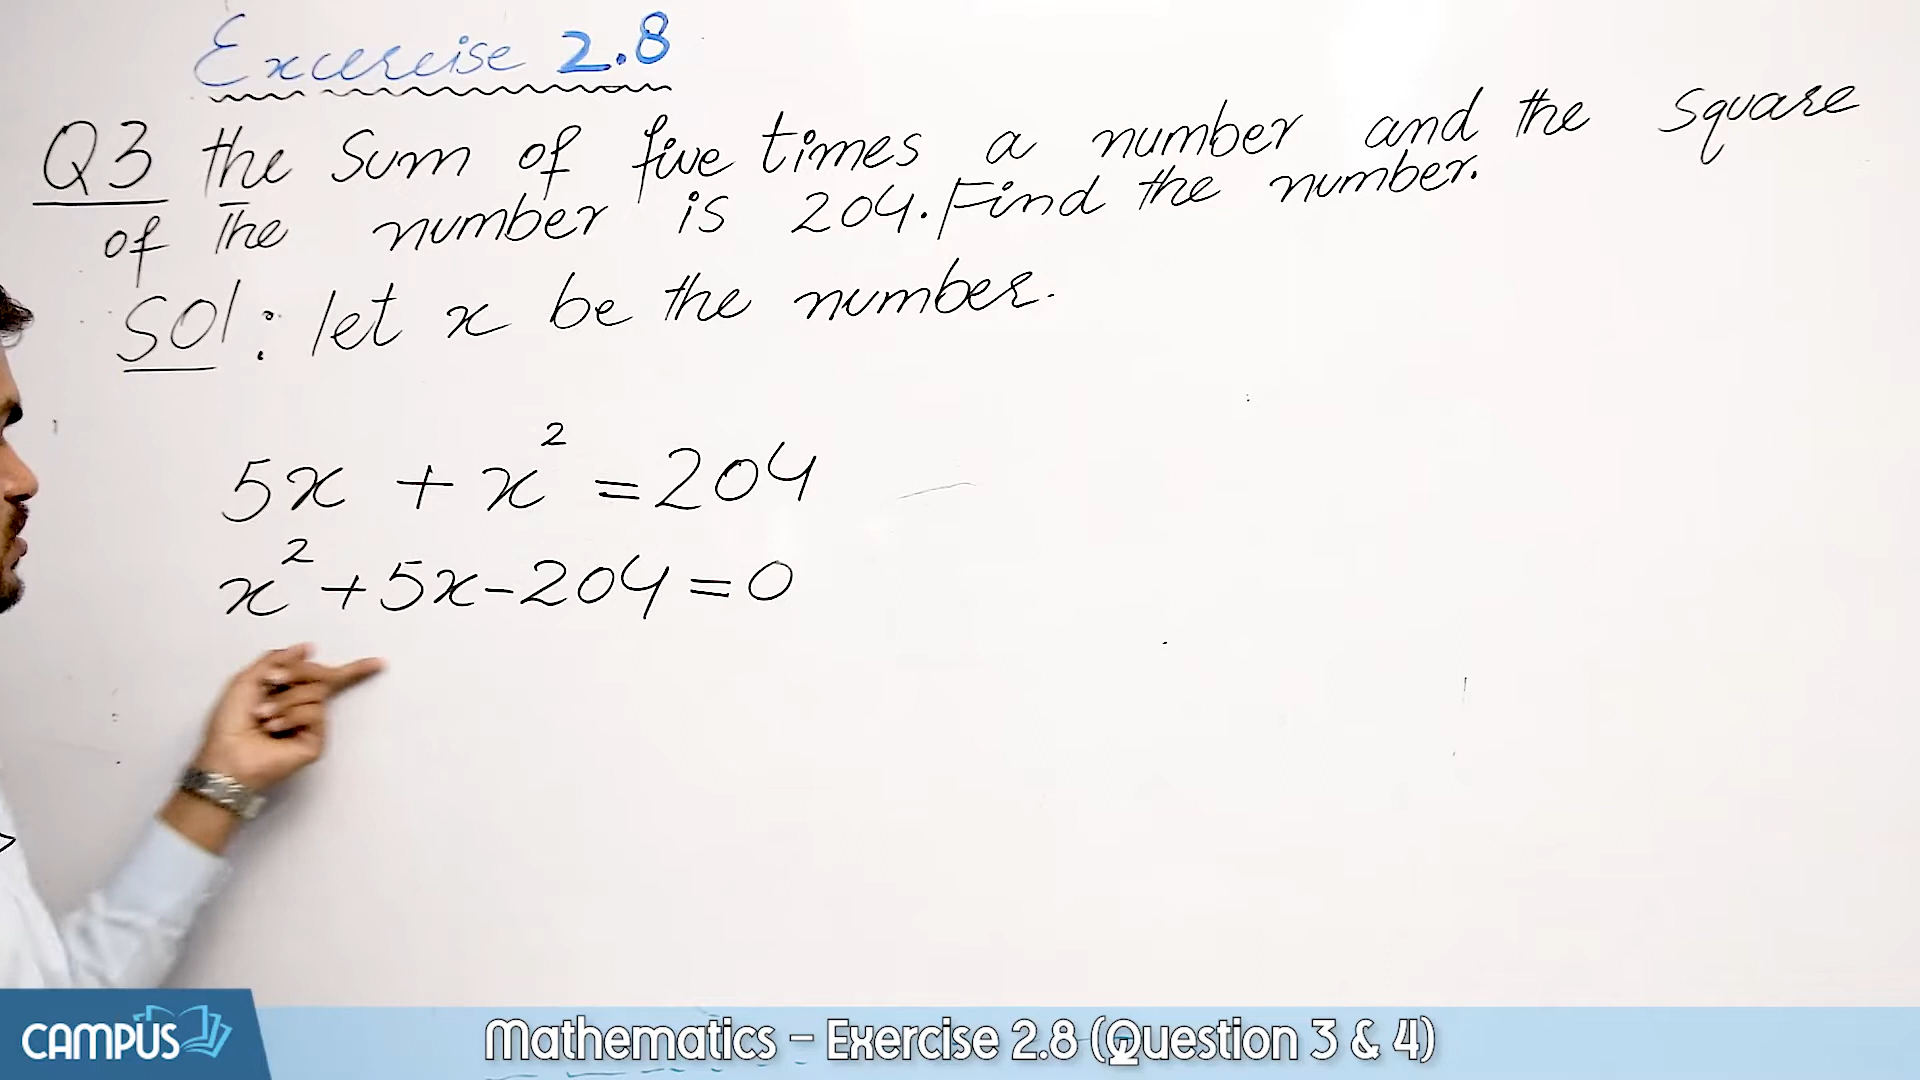 Excercise 2.8
Q3 the Sum of five times a number and the square
of The number is 204. Find the number.
Sol: let x be the number.
5x + x² = 204
x² + 5x - 204 = 0
CAMPUS
Mathematics – Exercise 2.8 (Question 3 & 4)